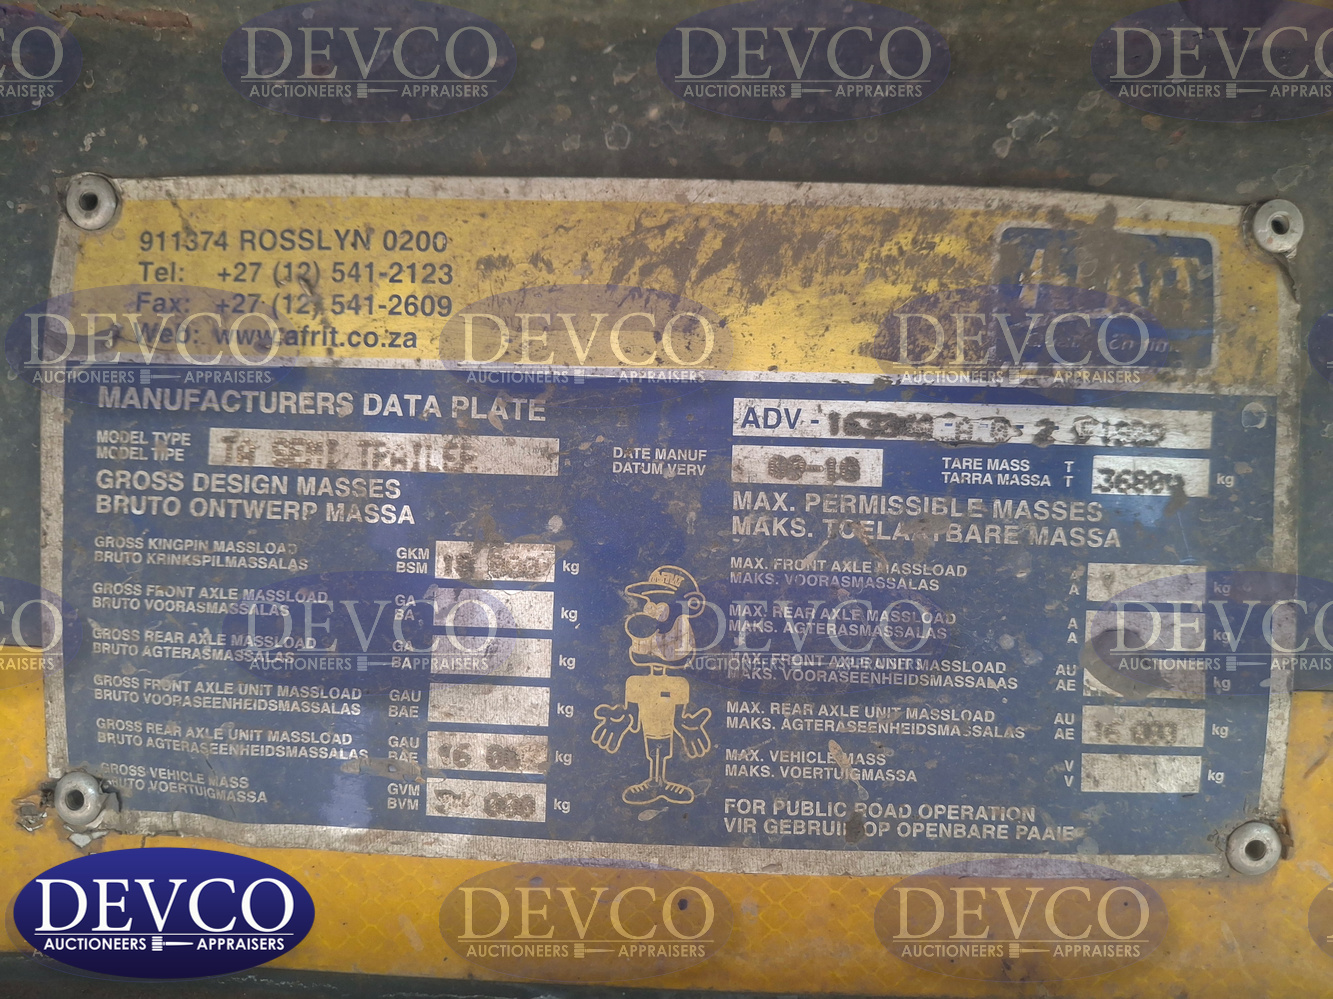 911374 ROSSLYN 0200
Tel: +27 (12) 541-2123
Fax: +27 (12) 541-2609
Web: www.afrit.co.za
Afrit
MANUFACTURERS DATA PLATE
MODEL TYPE
MODEL TIPE
GROSS DESIGN MASSES
BRUTO ONTWERP MASSA
GROSS KINGPIN MASSLOAD GKM
BRUTO KRINKSPILMASSALAS BSM kg
GROSS FRONT AXLE MASSLOAD GA
BRUTO VOORASMASSALAS BA kg
GROSS REAR AXLE MASSLOAD GA
BRUTO AGTERASMASSALAS BA kg
GROSS FRONT AXLE UNIT MASSLOAD GAU
BRUTO VOORASEENHEIDSMASSALAS BAE kg
GROSS REAR AXLE UNIT MASSLOAD GAU
BRUTO AGTERASEENHEIDSMASSALAS BAE kg
GROSS VEHICLE MASS GVM
BRUTO VOERTUIGMASSA BVM 000 kg
ADV -
DATE MANUF
DATUM VERV
TARE MASS T
TARRA MASSA T kg
MAX. PERMISSIBLE MASSES
MAKS. TOELAATBARE MASSA
MAX. FRONT AXLE MASSLOAD A
MAKS. VOORASMASSALAS A kg
MAX. REAR AXLE MASSLOAD A
MAKS. AGTERASMASSALAS A kg
MAX. FRONT AXLE UNIT MASSLOAD AU
MAKS. VOORASEENHEIDSMASSALAS AE kg
MAX. REAR AXLE UNIT MASSLOAD AU
MAKS. AGTERASEENHEIDSMASSALAS AE kg
MAX. VEHICLE MASS V
MAKS. VOERTUIGMASSA V kg
FOR PUBLIC ROAD OPERATION
VIR GEBRUIK OP OPENBARE PAAIE
DEVCO
AUCTIONEERS APPRAISERS